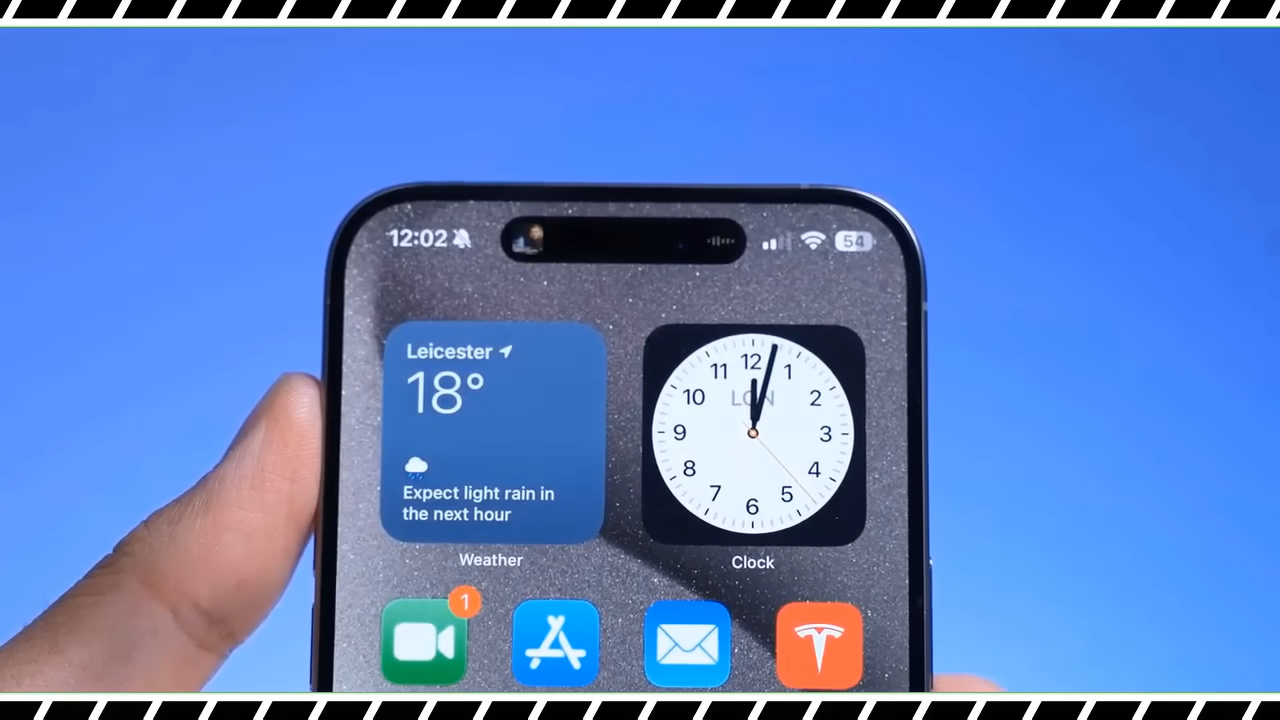 12:02
54
Leicester
18°
Expect light rain in
the next hour
Weather
LON
12
1
2
3
4
5
6
7
8
9
10
11
Clock
1